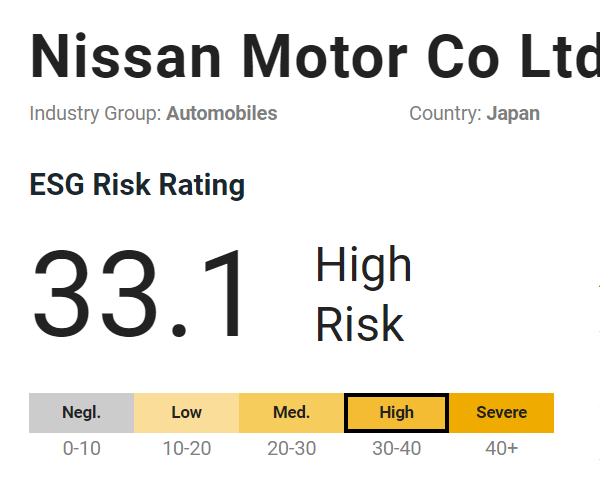 Nissan Motor Co Ltd
Industry Group: Automobiles Country: Japan
ESG Risk Rating
33.1 High Risk
Negl. Low Med. High Severe
0-10 10-20 20-30 30-40 40+